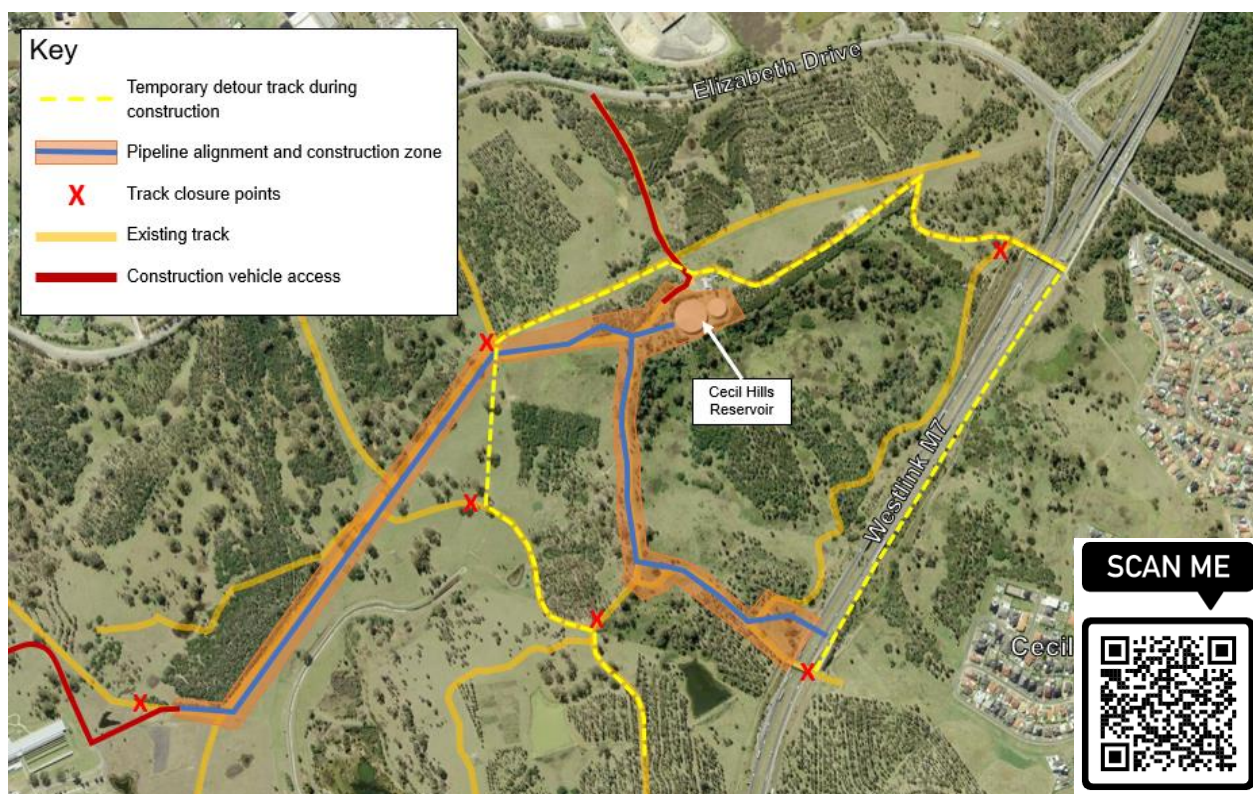 Key
Temporary detour track during
construction
Pipeline alignment and construction zone
X
Track closure points
Existing track
Construction vehicle access
Elizabeth Drive
X
X
Cecil Hills
Reservoir
Westlink M7
X
X
SCAN ME
Cecil
X
X